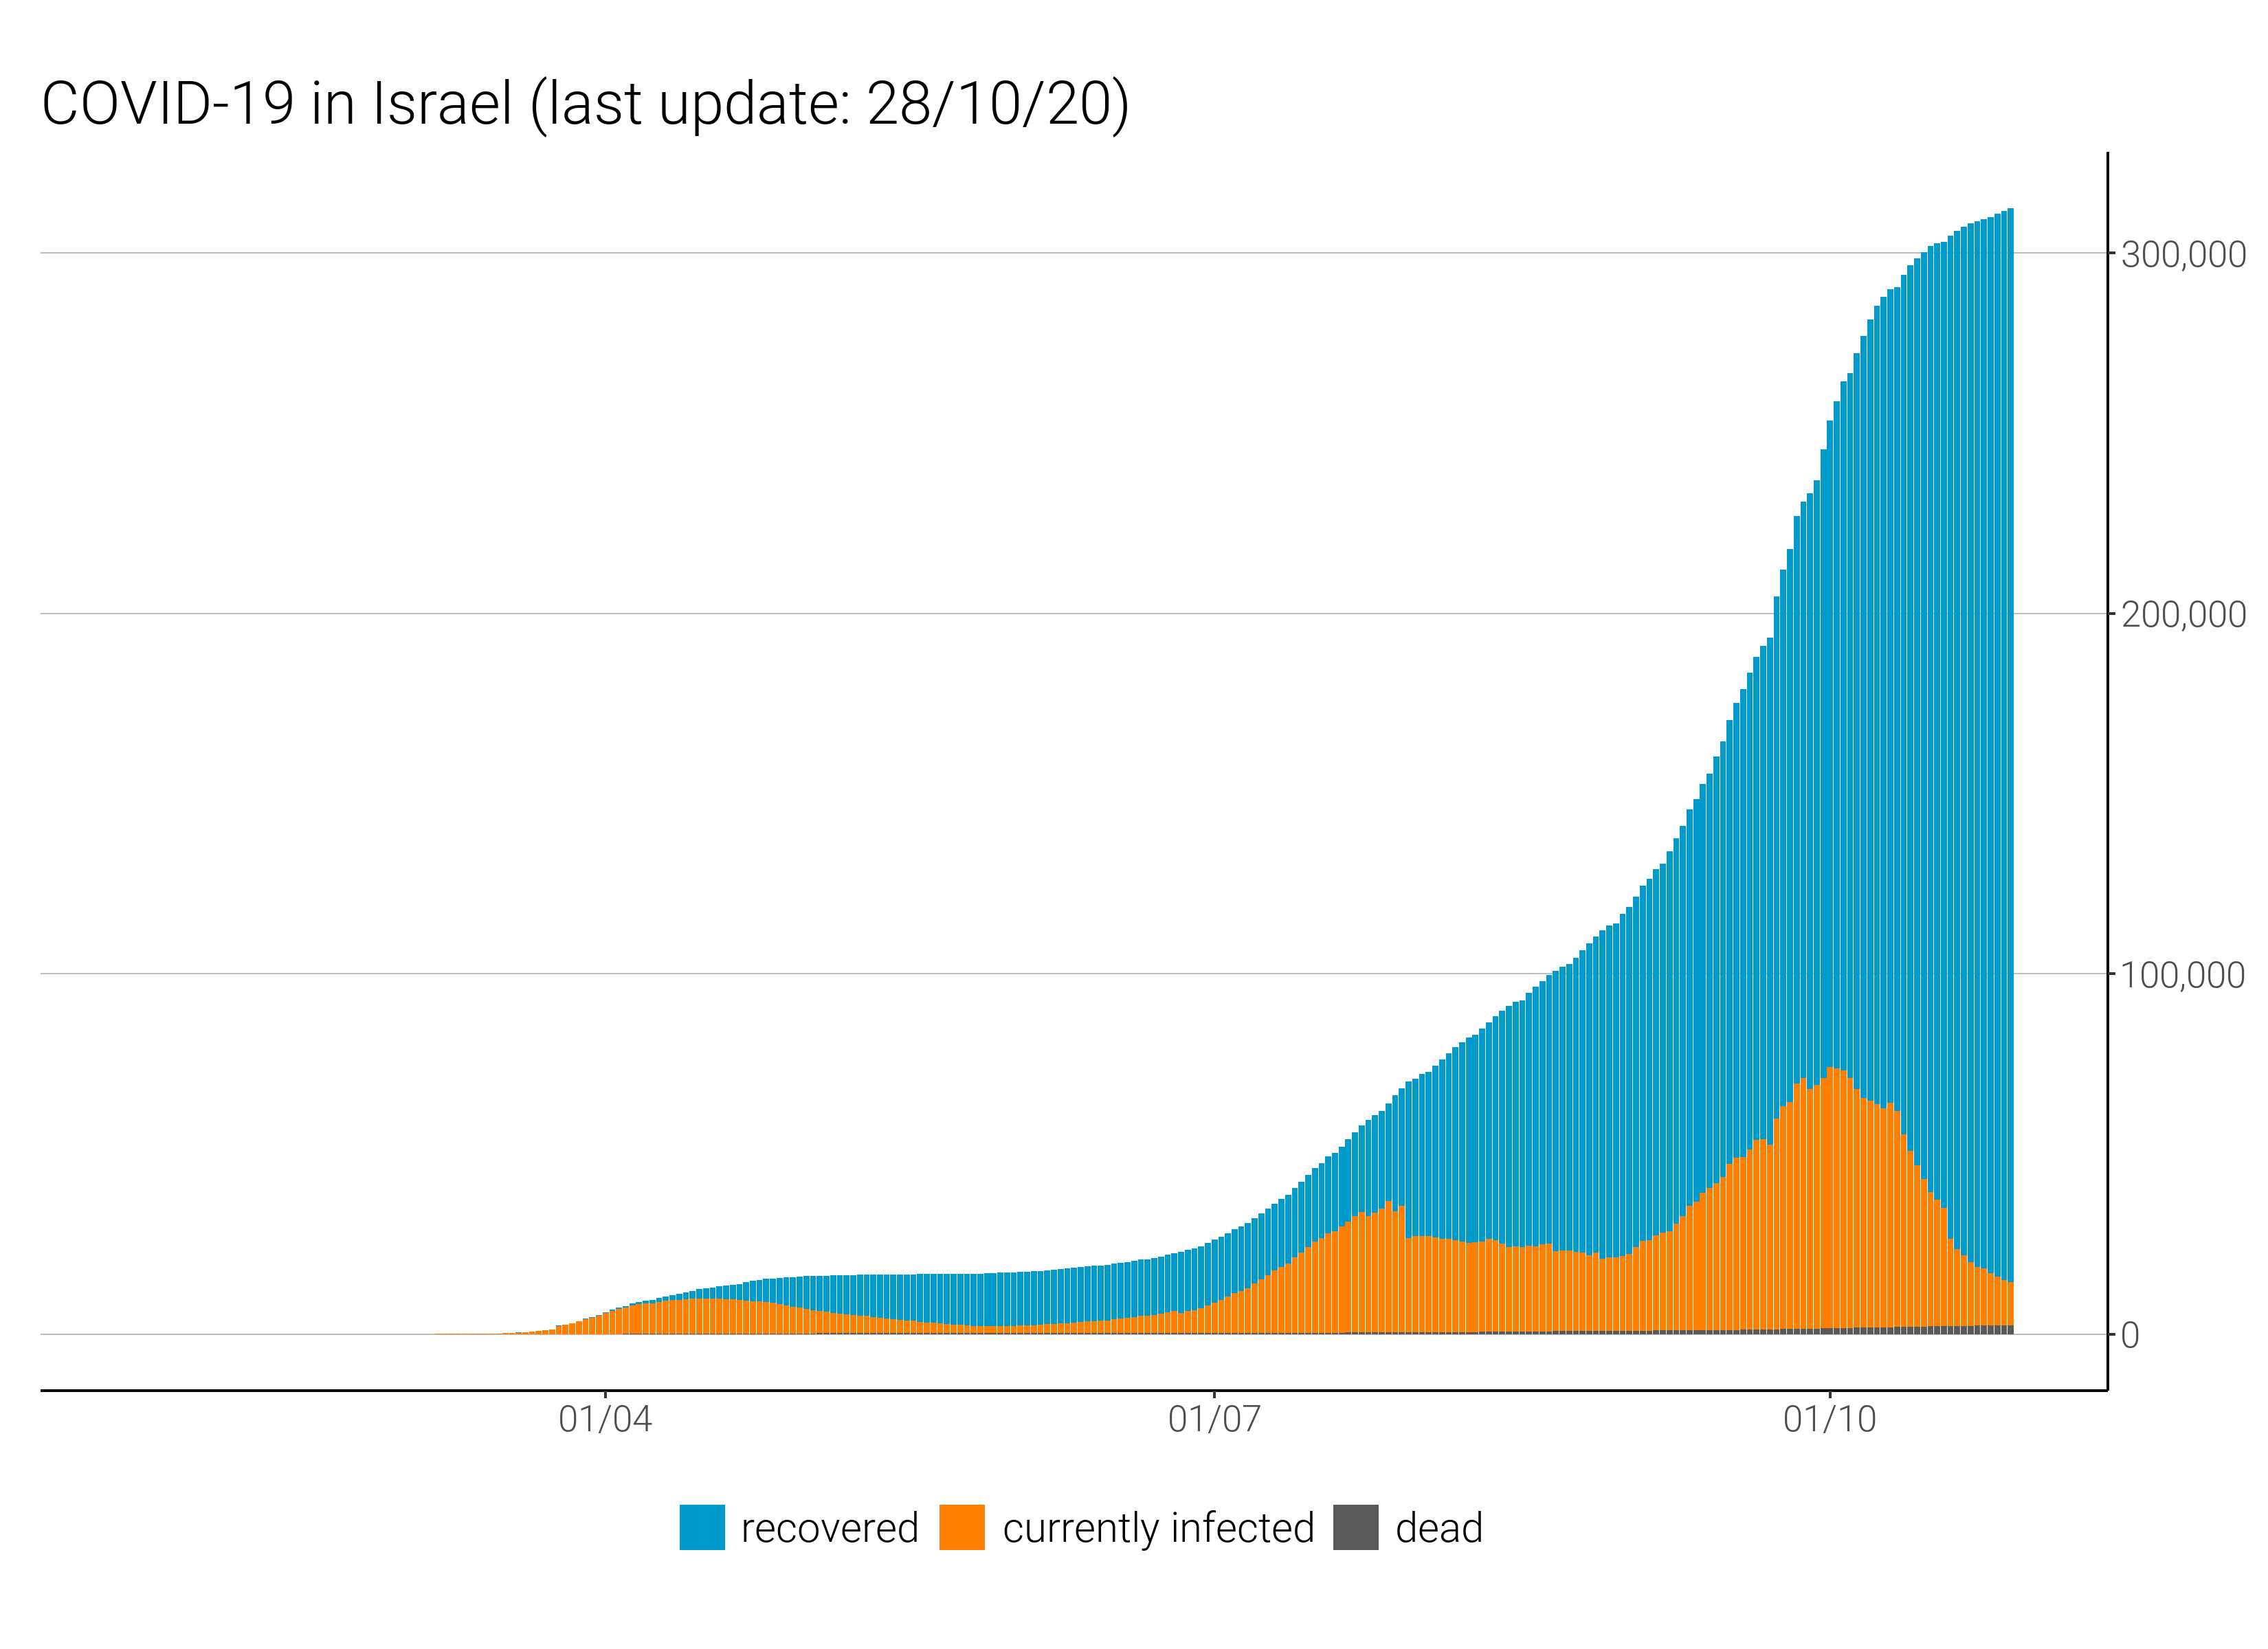 COVID-19 in Israel (last update: 28/10/20)
300,000
200,000
100,000
0
01/04 01/07 01/10
recovered currently infected dead